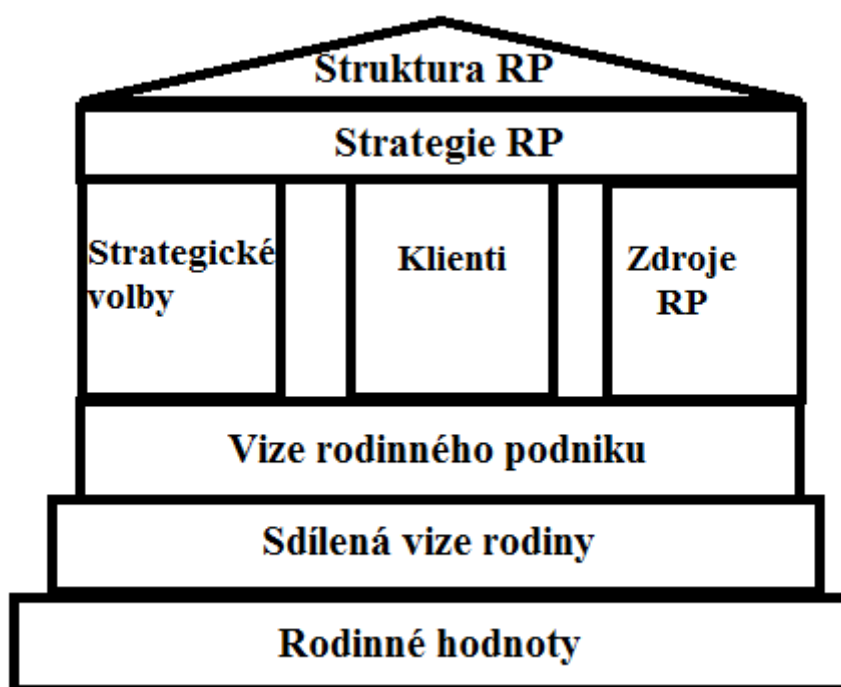 Struktura RP
Strategie RP
Strategické
volby
Klienti
Zdroje
RP
Vize rodinného podniku
Sdílená vize rodiny
Rodinné hodnoty